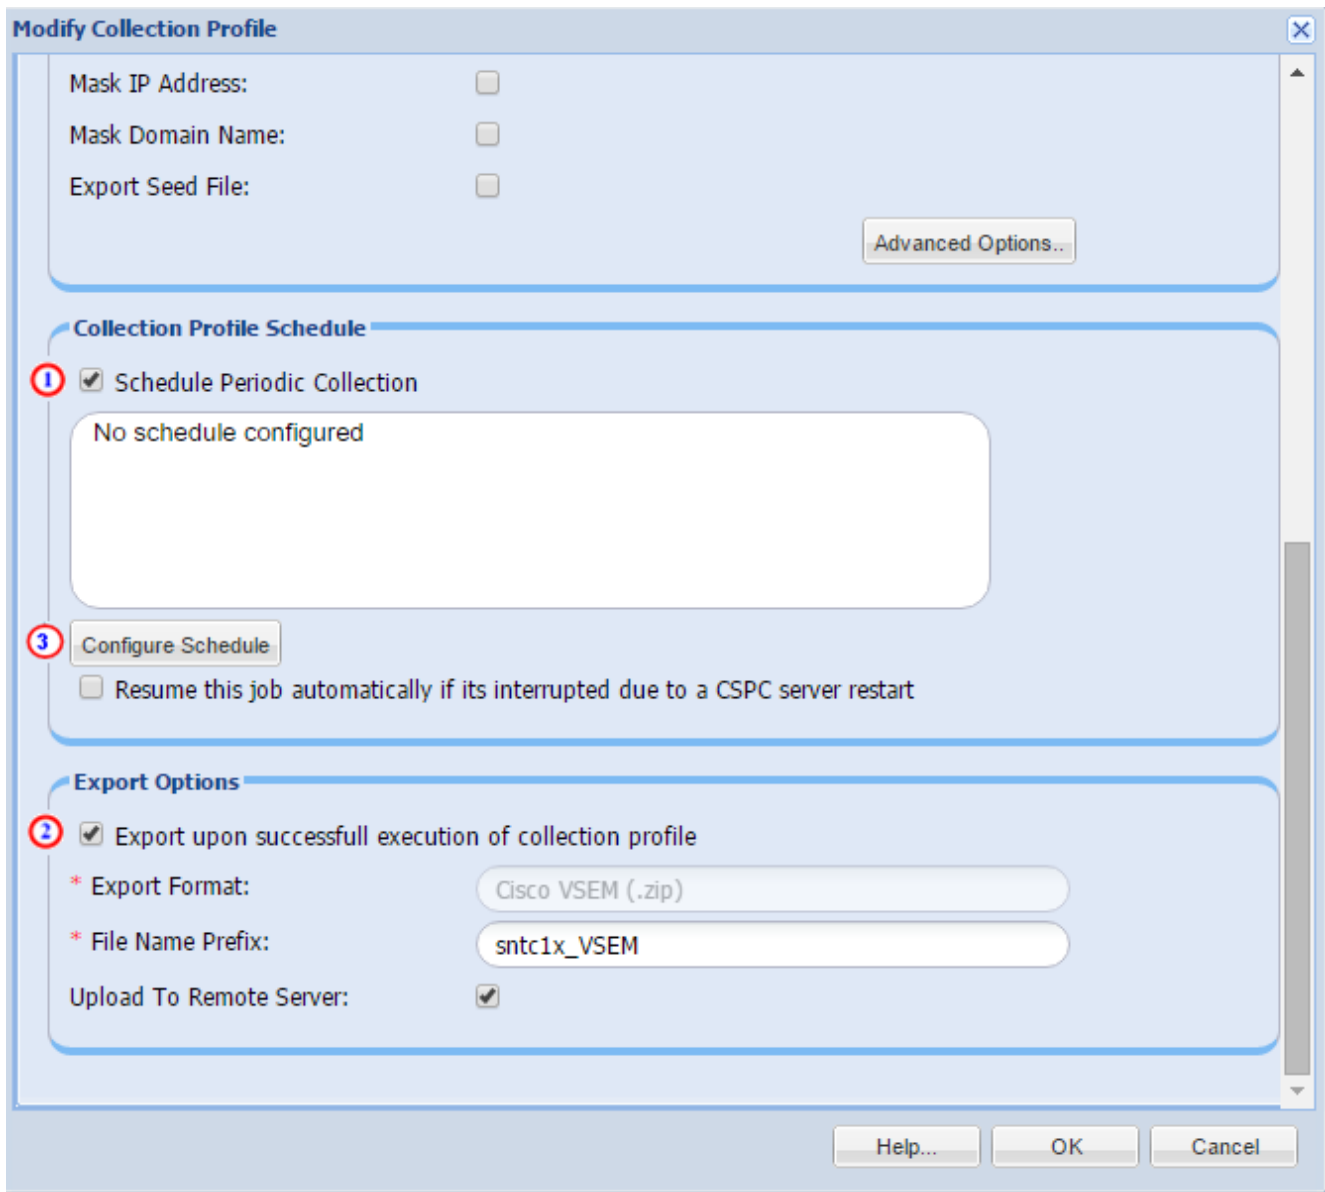 Modify Collection Profile
Mask IP Address:
Mask Domain Name:
Export Seed File:
Advanced Options..
Collection Profile Schedule
1 Schedule Periodic Collection
No schedule configured
3 Configure Schedule
Resume this job automatically if its interrupted due to a CSPC server restart
Export Options
2 Export upon successfull execution of collection profile
* Export Format: Cisco VSEM (.zip)
* File Name Prefix: sntc1x_VSEM
Upload To Remote Server:
Help... OK Cancel